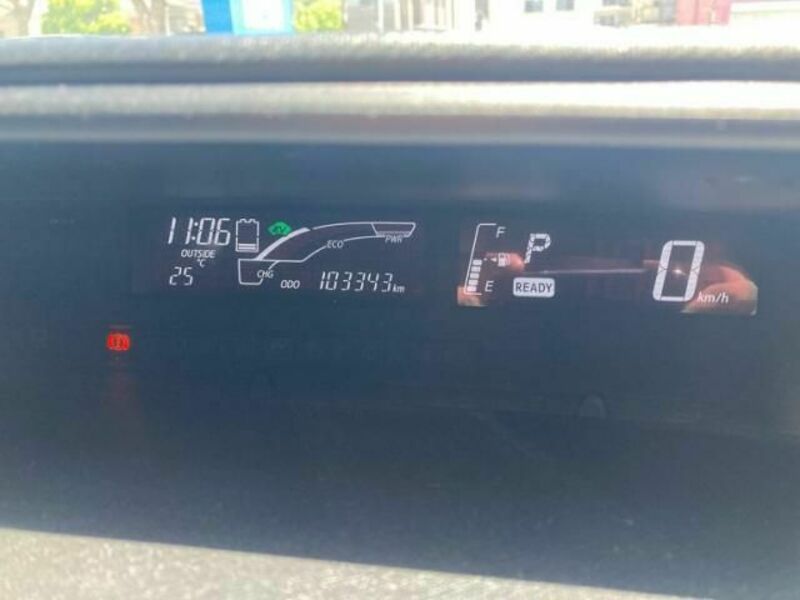 11:06
OUTSIDE
°C
25
ECO
PWR
CHG
ODO 103343 km
F
E
P
READY
0 km/h